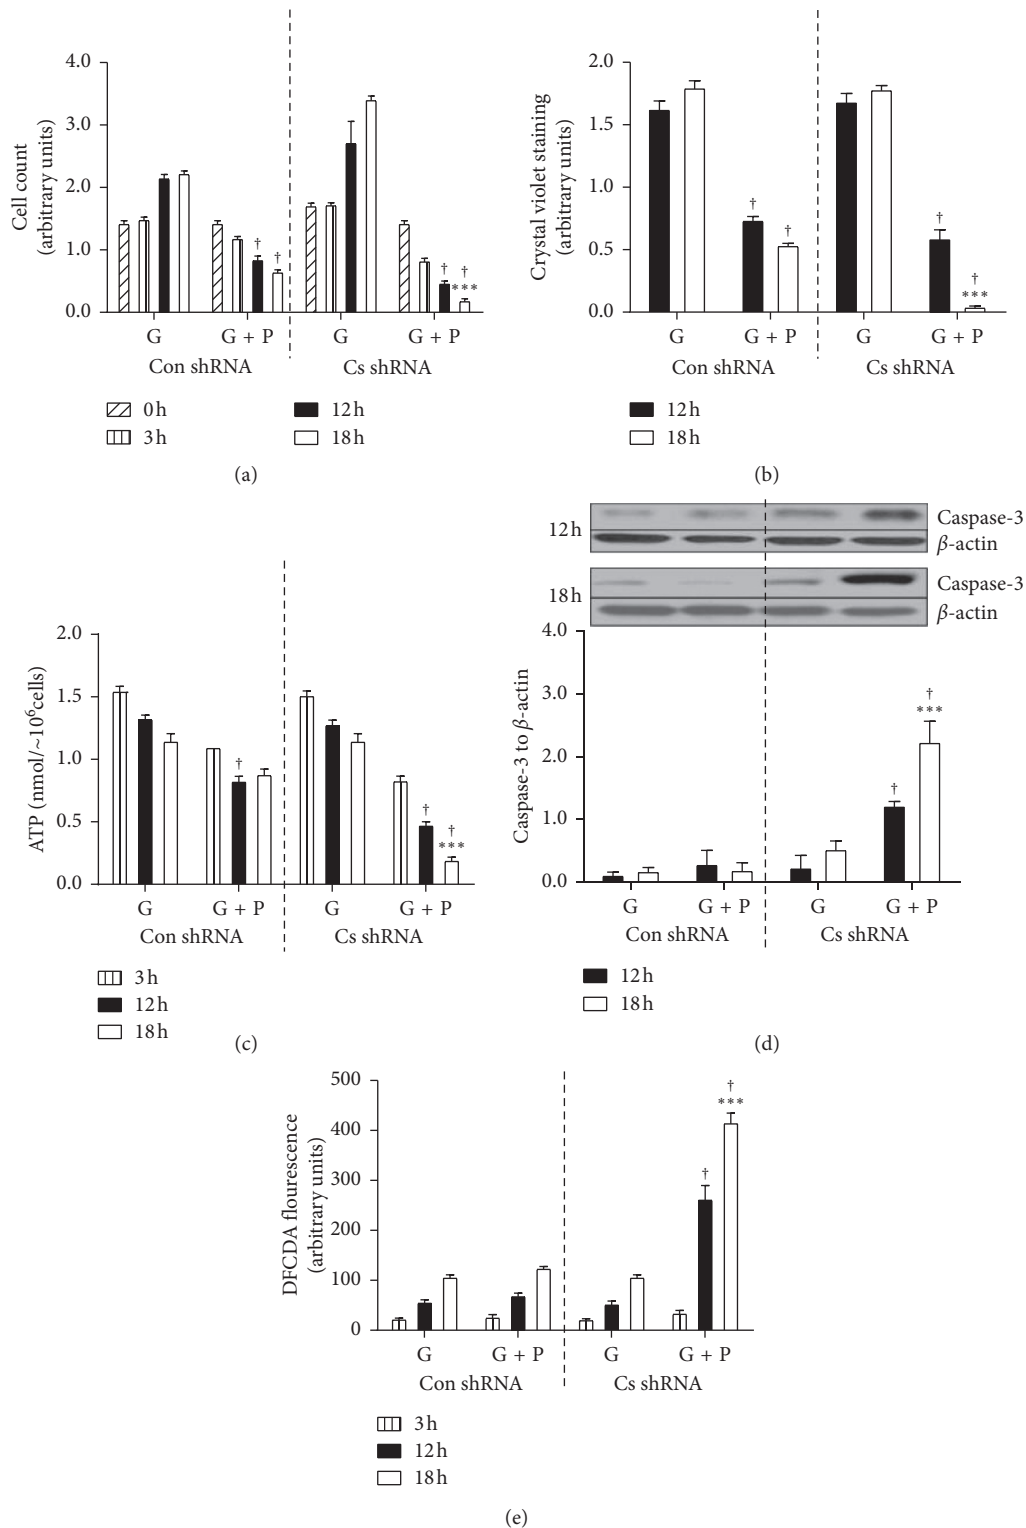 4.0
3.0
2.0
1.0
0.0
Cell count
(arbitrary units)
†
†
†
†
***
G
G + P
G
G + P
Con shRNA
Cs shRNA
0h
3h
12h
18h
(a)
2.0
1.5
1.0
0.5
0.0
Crystal violet staining
(arbitrary units)
†
†
†
†
***
G
G + P
G
G + P
Con shRNA
Cs shRNA
12h
18h
(b)
2.0
1.5
1.0
0.5
0.0
ATP (nmol/~10⁶cells)
†
†
†
***
G
G + P
G
G + P
Con shRNA
Cs shRNA
3h
12h
18h
(c)
12h
Caspase-3
β-actin
18h
Caspase-3
β-actin
4.0
3.0
2.0
1.0
0.0
Caspase-3 to β-actin
†
†
***
G
G + P
G
G + P
Con shRNA
Cs shRNA
12h
18h
(d)
500
400
300
200
100
0
DFCDA flourescence
(arbitrary units)
†
†
***
G
G + P
G
G + P
Con shRNA
Cs shRNA
3h
12h
18h
(e)